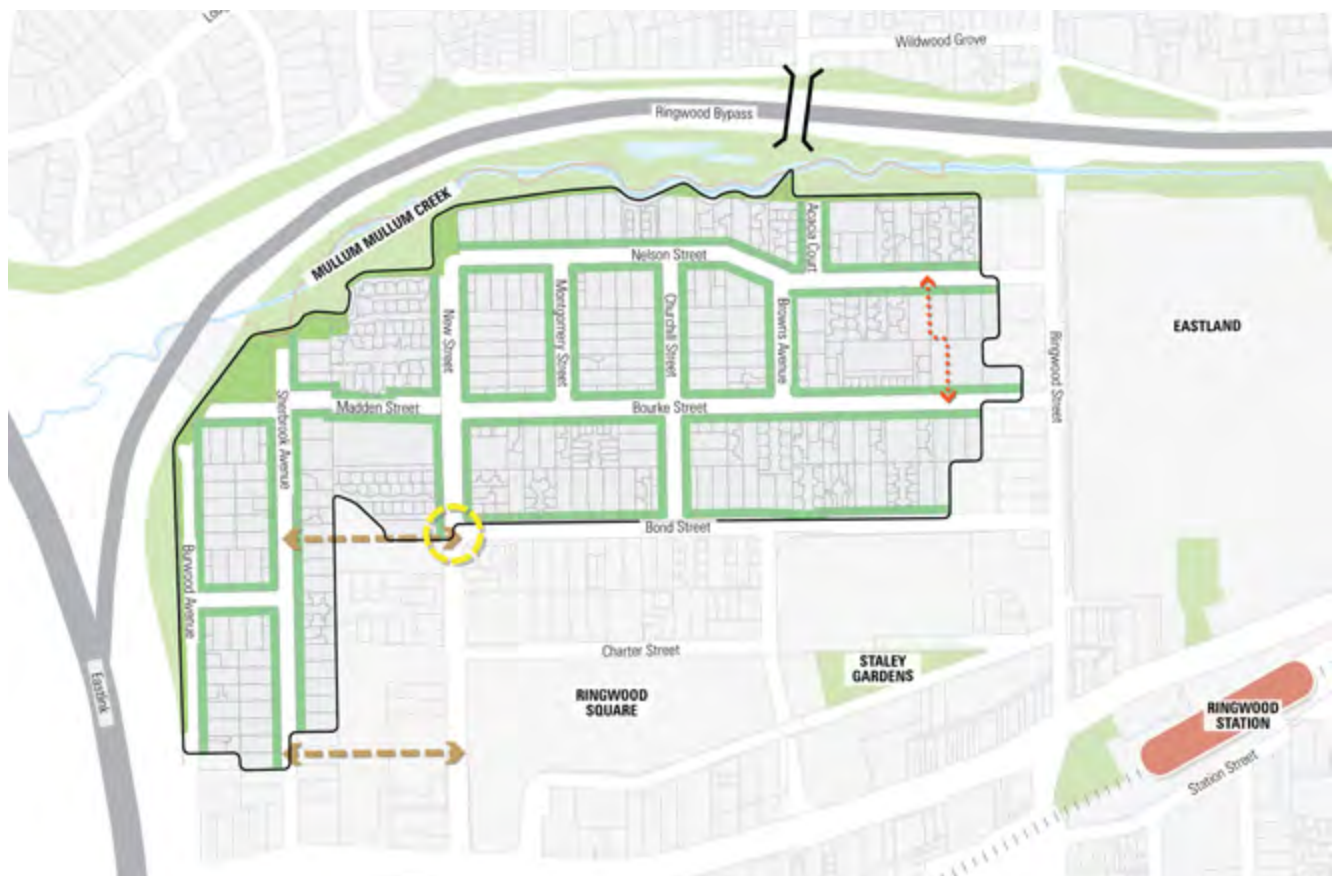 Wildwood Grove
Ringwood Bypass
MULLUM MULLUM CREEK
Acacia Court
Nelson Street
New Street
Montgomery Street
Churchill Street
Browns Avenue
Ringwood Street
EASTLAND
Sherbrook Avenue
Madden Street
Bourke Street
Bond Street
Burwood Avenue
Charter Street
STALEY
GARDENS
RINGWOOD
SQUARE
Eastlink
RINGWOOD
STATION
Station Street